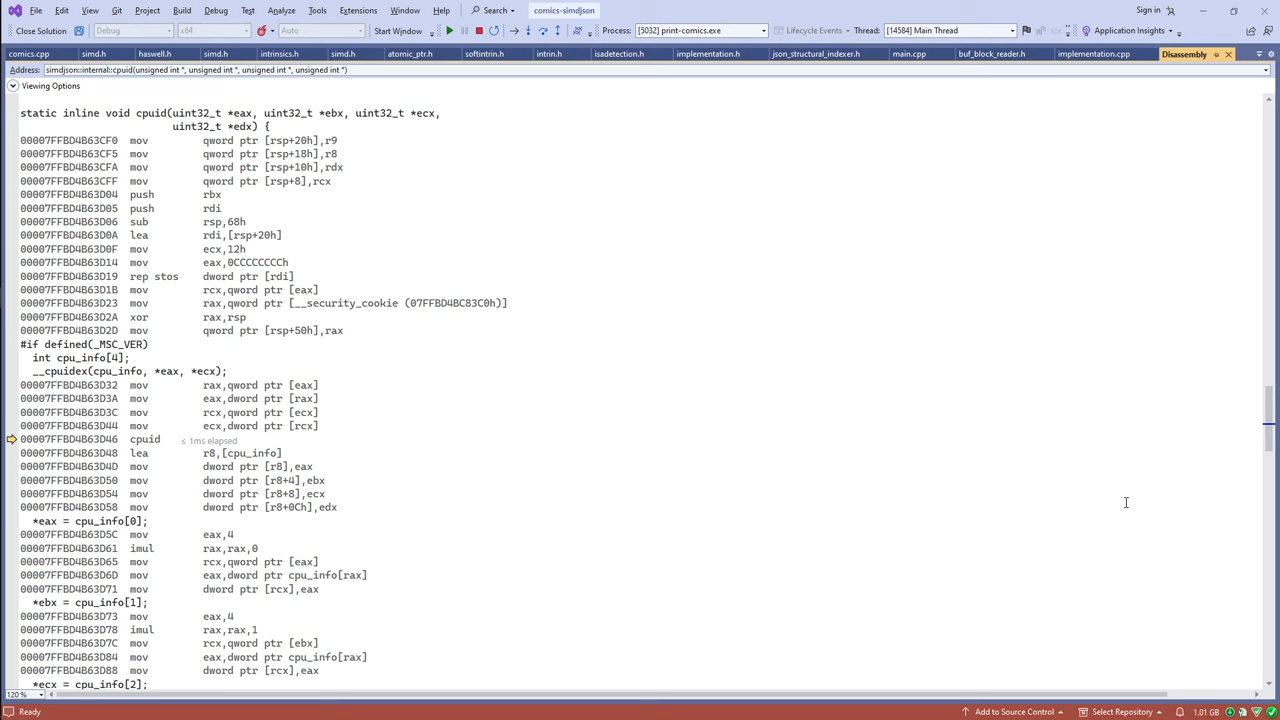 File Edit View Git Project Build Debug Test Analyze Tools Extensions Window Help Search comics-simdjson Sign in
Close Solution Debug x64 Auto Start Window Process: [5032] print-comics.exe Lifecycle Events Thread: [14584] Main Thread Application Insights
comics.cpp simd.h haswell.h simd.h intrinsics.h simd.h atomic_ptr.h softintrin.h intrin.h isadetection.h implementation.h json_structural_indexer.h main.cpp buf_block_reader.h implementation.cpp Disassembly
Address: simdjson::internal::cpuid(unsigned int *, unsigned int *, unsigned int *, unsigned int *)
Viewing Options
static inline void cpuid(uint32_t *eax, uint32_t *ebx, uint32_t *ecx,
uint32_t *edx) {
00007FFBD4B63CF0 mov qword ptr [rsp+20h],r9
00007FFBD4B63CF5 mov qword ptr [rsp+18h],r8
00007FFBD4B63CFA mov qword ptr [rsp+10h],rdx
00007FFBD4B63CFF mov qword ptr [rsp+8],rcx
00007FFBD4B63D04 push rbx
00007FFBD4B63D05 push rdi
00007FFBD4B63D06 sub rsp,68h
00007FFBD4B63D0A lea rdi,[rsp+20h]
00007FFBD4B63D0F mov ecx,12h
00007FFBD4B63D14 mov eax,0CCCCCCCCh
00007FFBD4B63D19 rep stos dword ptr [rdi]
00007FFBD4B63D1B mov rcx,qword ptr [eax]
00007FFBD4B63D23 mov rax,qword ptr [__security_cookie (07FFBD4BC83C0h)]
00007FFBD4B63D2A xor rax,rsp
00007FFBD4B63D2D mov qword ptr [rsp+50h],rax
#if defined(_MSC_VER)
int cpu_info[4];
__cpuidex(cpu_info, *eax, *ecx);
00007FFBD4B63D32 mov rax,qword ptr [eax]
00007FFBD4B63D3A mov eax,dword ptr [rax]
00007FFBD4B63D3C mov rcx,qword ptr [ecx]
00007FFBD4B63D44 mov ecx,dword ptr [rcx]
00007FFBD4B63D46 cpuid ≤ 1ms elapsed
00007FFBD4B63D48 lea r8,[cpu_info]
00007FFBD4B63D4D mov dword ptr [r8],eax
00007FFBD4B63D50 mov dword ptr [r8+4],ebx
00007FFBD4B63D54 mov dword ptr [r8+8],ecx
00007FFBD4B63D58 mov dword ptr [r8+0Ch],edx
*eax = cpu_info[0];
00007FFBD4B63D5C mov eax,4
00007FFBD4B63D61 imul rax,rax,0
00007FFBD4B63D65 mov rcx,qword ptr [eax]
00007FFBD4B63D6D mov eax,dword ptr cpu_info[rax]
00007FFBD4B63D71 mov dword ptr [rcx],eax
*ebx = cpu_info[1];
00007FFBD4B63D73 mov eax,4
00007FFBD4B63D78 imul rax,rax,1
00007FFBD4B63D7C mov rcx,qword ptr [ebx]
00007FFBD4B63D84 mov eax,dword ptr cpu_info[rax]
00007FFBD4B63D88 mov dword ptr [rcx],eax
*ecx = cpu_info[2];
120 %
Ready Add to Source Control Select Repository 1.01 GB